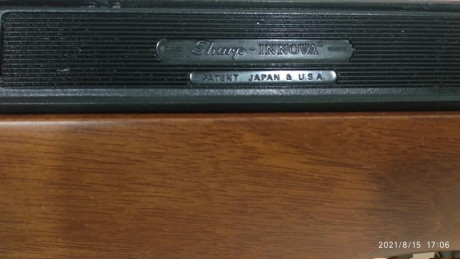 Sharp-INNOVA
PATENT JAPAN & U.S.A.
2021/8/15 17:06